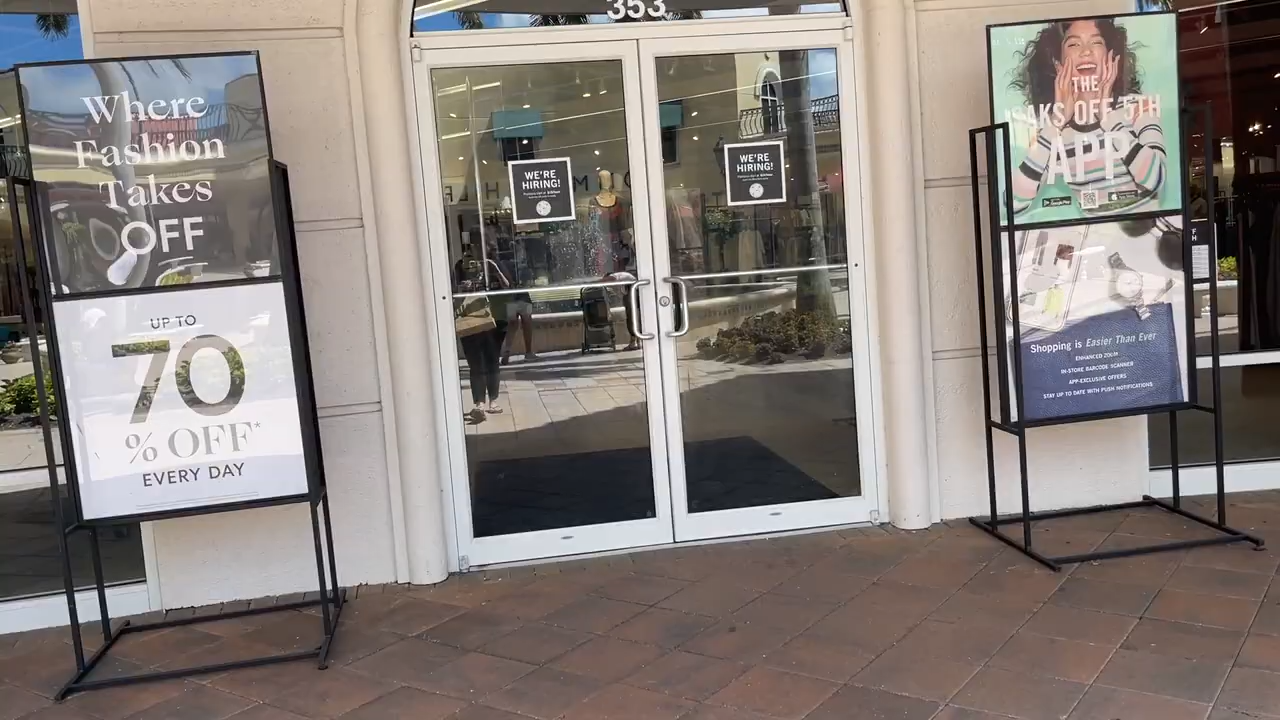 353
Where
Fashion
Takes
OFF
UP TO
70
% OFF*
EVERY DAY
WE'RE
HIRING!
WE'RE
HIRING!
THE
AKS OFF 5TH
APP
Shopping is Easier Than Ever
ENHANCED ZOOM
IN-STORE BARCODE SCANNER
APP-EXCLUSIVE OFFERS
STAY UP TO DATE WITH PUSH NOTIFICATIONS